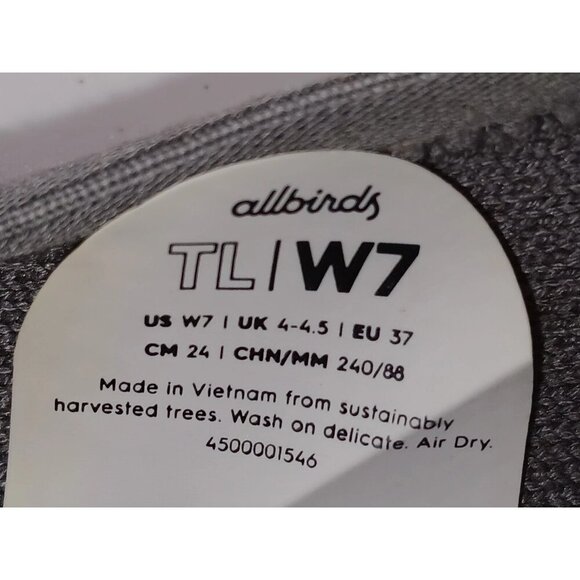 allbirds
TL | W7
US W7 | UK 4-4.5 | EU 37
CM 24 | CHN/MM 240/88
Made in Vietnam from sustainably
harvested trees. Wash on delicate. Air Dry.
4500001546